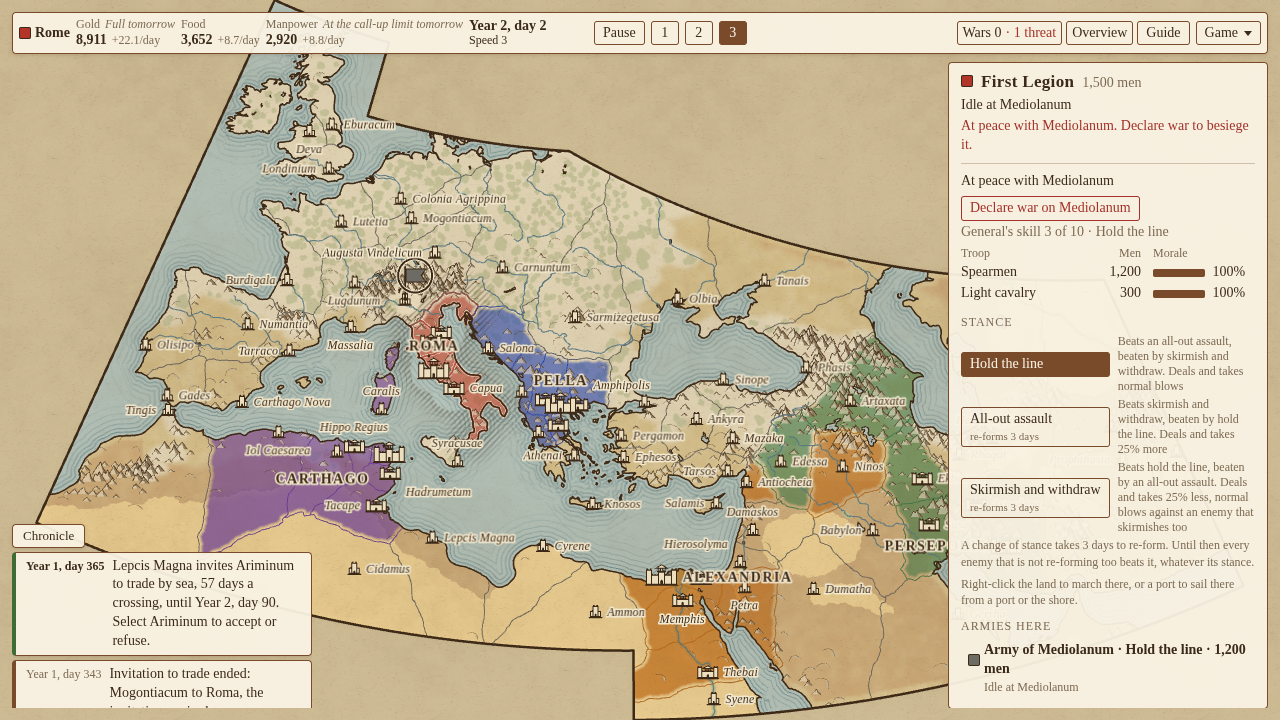 Rome
Gold Full tomorrow
8,911 +22.1/day
Food
3,652 +8.7/day
Manpower At the call-up limit tomorrow
2,920 +8.8/day
Year 2, day 2
Speed 3
Pause
1
2
3
Wars 0 · 1 threat
Overview
Guide
Game
First Legion 1,500 men
Idle at Mediolanum
At peace with Mediolanum. Declare war to besiege
it.
At peace with Mediolanum
Declare war on Mediolanum
General's skill 3 of 10 · Hold the line
Troop Men Morale
Spearmen 1,200 100%
Light cavalry 300 100%
STANCE
Hold the line
Beats an all-out assault,
beaten by skirmish and
withdraw. Deals and takes
normal blows
All-out assault
re-forms 3 days
Beats skirmish and
withdraw, beaten by hold
the line. Deals and takes
25% more
Skirmish and withdraw
re-forms 3 days
Beats hold the line, beaten
by an all-out assault. Deals
and takes 25% less, normal
blows against an enemy that
skirmishes too
A change of stance takes 3 days to re-form. Until then every
enemy that is not re-forming too beats it, whatever its stance.
Right-click the land to march there, or a port to sail there
from a port or the shore.
ARMIES HERE
Army of Mediolanum · Hold the line · 1,200
men
Idle at Mediolanum
Eburacum
Deva
Londinium
Colonia Agrippina
Lutetia
Mogontiacum
Augusta Vindelicum
Carnuntum
Burdigala
Lugdunum
Tanais
Olbia
Numantia
Massalia
Sarmizegetusa
Olisipo
Tarraco
ROMA
Salona
Phasis
Caralis
Capua
PELLA
Amphipolis
Sinope
Gades
Carthago Nova
Artaxata
Tingis
Hippo Regius
Ankyra
Iol Caesarea
Syracusae
Athenai
Pergamon
Mazaka
Ephesos
Edessa
Ninos
Tarsos
CARTHAGO
Hadrumetum
Antiocheia
Tacape
Knosos
Salamis
Damaskos
Lepcis Magna
Cyrene
Hierosolyma
Babylon
PERSEP
Cidamus
ALEXANDRIA
Dumatha
Petra
Ammon
Memphis
Thebai
Syene
Chronicle
Year 1, day 365 Lepcis Magna invites Ariminum
to trade by sea, 57 days a
crossing, until Year 2, day 90.
Select Ariminum to accept or
refuse.
Year 1, day 343 Invitation to trade ended:
Mogontiacum to Roma, the